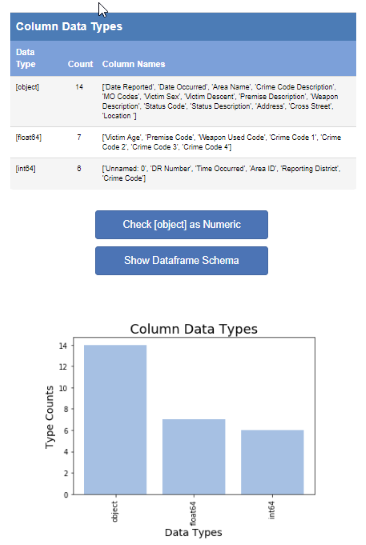 Column Data Types
Data
Type Count Column Names
[object] 14 ['Date Reported', 'Date Occurred', 'Area Name', 'Crime Code Description',
'MO Codes', 'Victim Sex', 'Victim Descent', 'Premise Description', 'Weapon
Description', 'Status Code', 'Status Description', 'Address', 'Cross Street',
'Location ']
[float64] 7 ['Victim Age', 'Premise Code', 'Weapon Used Code', 'Crime Code 1', 'Crime
Code 2', 'Crime Code 3', 'Crime Code 4']
[int64] 6 ['Unnamed: 0', 'DR Number', 'Time Occurred', 'Area ID', 'Reporting District',
'Crime Code']
Check [object] as Numeric
Show Dataframe Schema
Column Data Types
Type Counts
14
12
10
8
6
4
2
0
object
float64
int64
Data Types